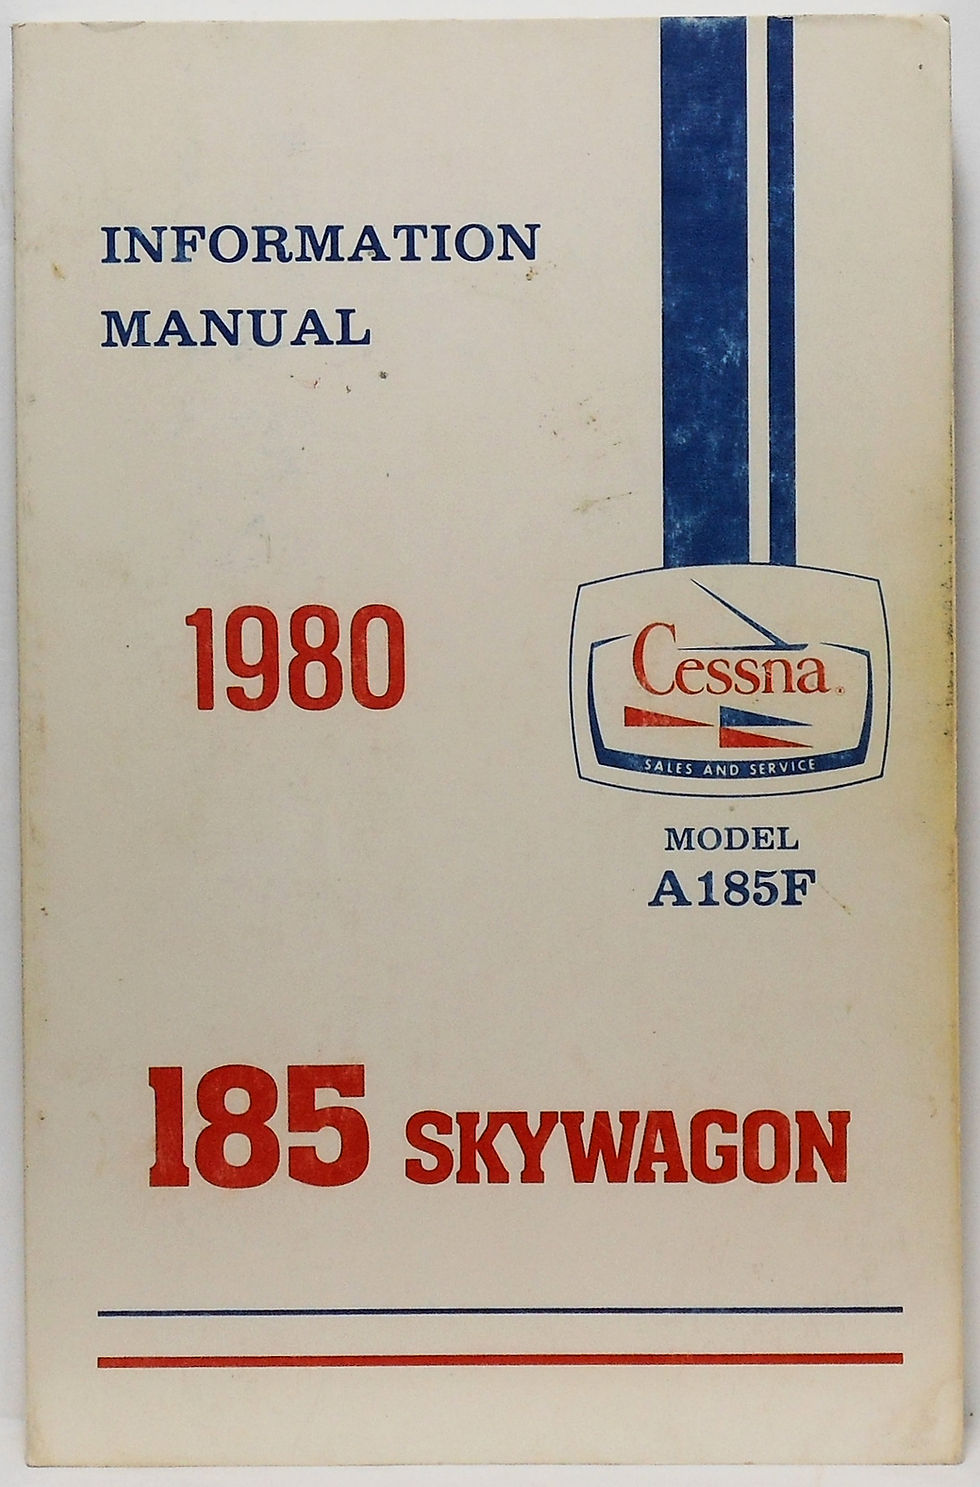 INFORMATION
MANUAL
1980
Cessna®
SALES AND SERVICE
MODEL
A185F
185 SKYWAGON